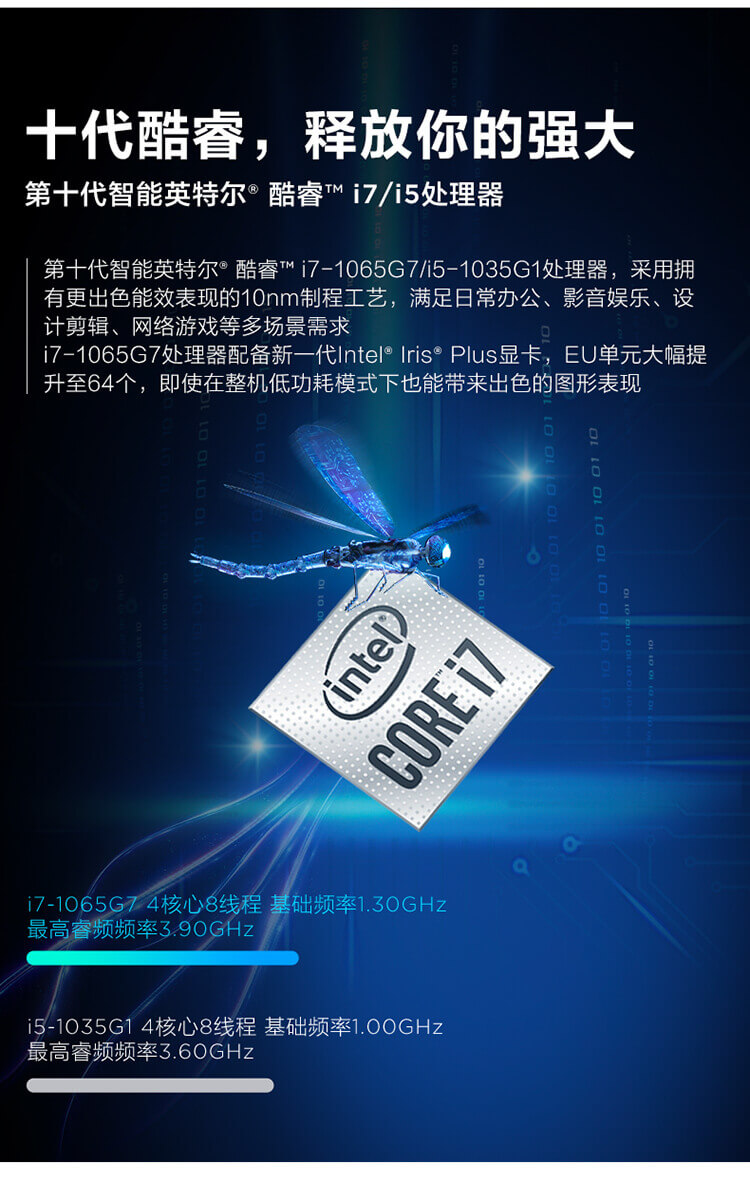 十代酷睿，释放你的强大
第十代智能英特尔® 酷睿™ i7/i5处理器
第十代智能英特尔® 酷睿™ i7-1065G7/i5-1035G1处理器，采用拥
有更出色能效表现的10nm制程工艺，满足日常办公、影音娱乐、设
计剪辑、网络游戏等多场景需求
i7-1065G7处理器配备新一代Intel® Iris® Plus显卡，EU单元大幅提
升至64个，即使在整机低功耗模式下也能带来出色的图形表现
intel®
CORE™ i7
i7-1065G7 4核心8线程 基础频率1.30GHz
最高睿频频率3.90GHz
i5-1035G1 4核心8线程 基础频率1.00GHz
最高睿频频率3.60GHz